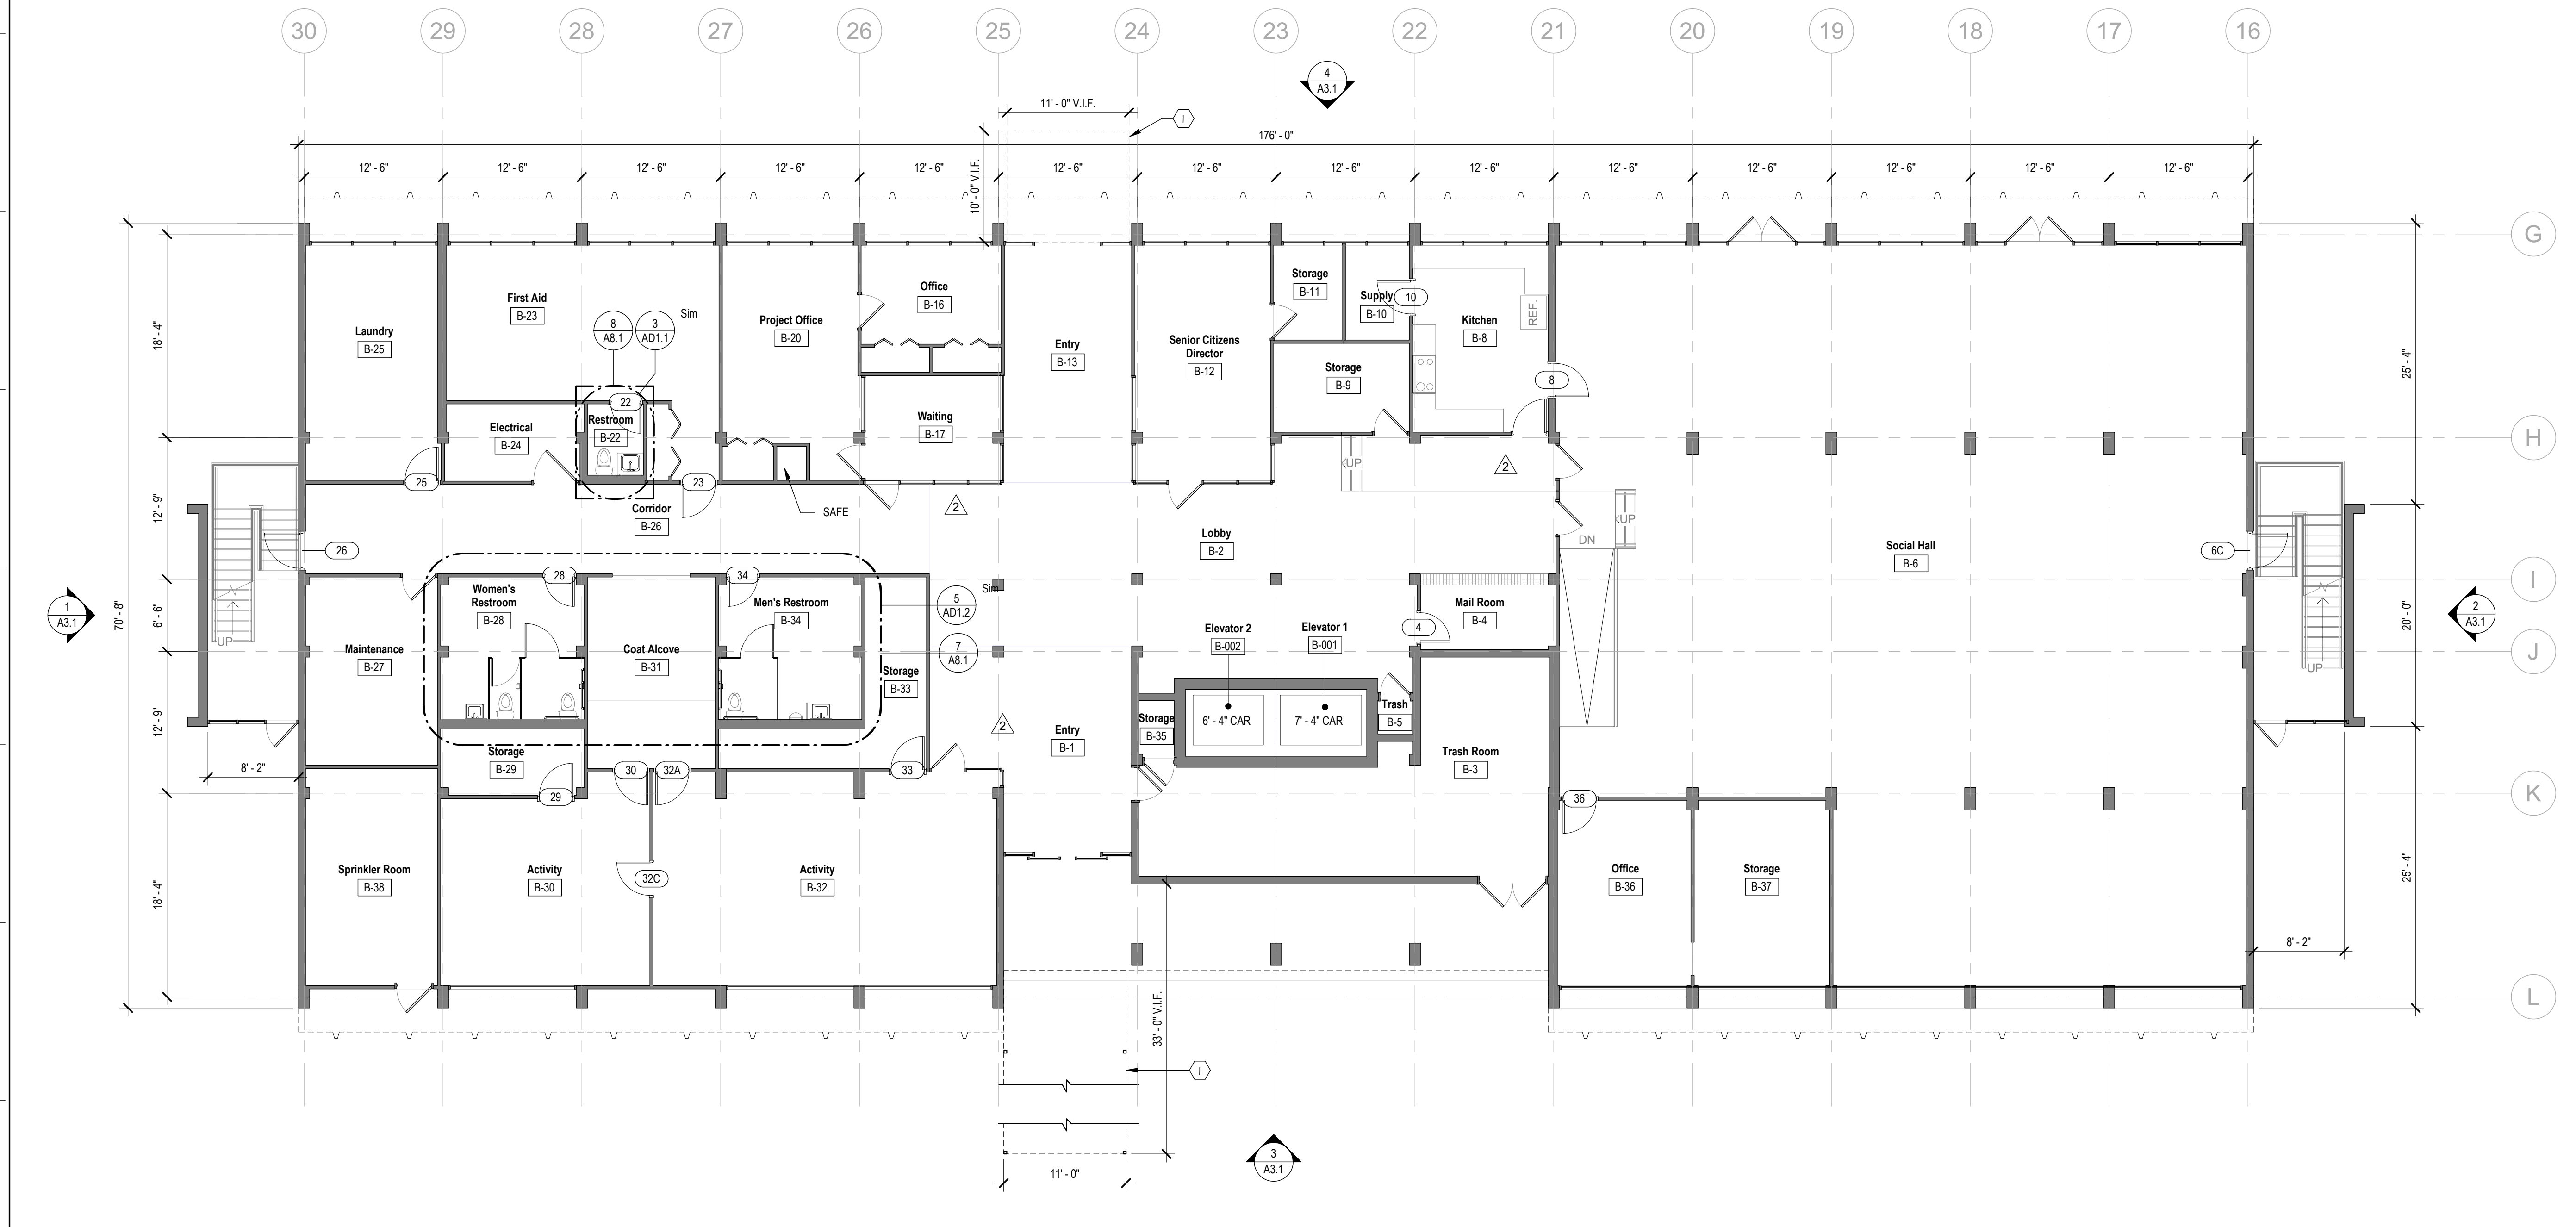 30 29 28 27 26 25 24 23 22 21 20 19 18 17 16
4
A3.1
11' - 0" V.I.F.
I
176' - 0"
12' - 6" 12' - 6" 12' - 6" 12' - 6" 12' - 6" 12' - 6" 12' - 6" 12' - 6" 12' - 6" 12' - 6" 12' - 6" 12' - 6" 12' - 6" 12' - 6"
10' - 0" V.I.F.
G
H
I
J
K
L
70' - 8"
18' - 4"
12' - 9"
6' - 6"
12' - 9"
18' - 4"
25' - 4"
20' - 0"
25' - 4"
Laundry
B-25
First Aid
B-23
8
A8.1
3
AD1.1
Sim
Project Office
B-20
Office
B-16
Entry
B-13
Senior Citizens
Director
B-12
Storage
B-11
Supply
B-10
10
Kitchen
B-8
REF.
Storage
B-9
8
Waiting
B-17
22
Restroom
B-22
Electrical
B-24
25
23
SAFE
2
UP
2
UP
DN
Corridor
B-26
26
Lobby
B-2
Social Hall
B-6
6C
1
A3.1
2
A3.1
28
34
Women's
Restroom
B-28
Men's Restroom
B-34
Sim
5
AD1.2
7
A8.1
Mail Room
B-4
4
Elevator 2
B-002
Elevator 1
B-001
UP
UP
Maintenance
B-27
Coat Alcove
B-31
Storage
B-33
Trash
B-5
Storage
B-35
6' - 4" CAR
7' - 4" CAR
2
Entry
B-1
Trash Room
B-3
Storage
B-29
8' - 2"
29
30
32A
33
36
Sprinkler Room
B-38
Activity
B-30
32C
Activity
B-32
Office
B-36
Storage
B-37
8' - 2"
33' - 0" V.I.F.
I
11' - 0"
3
A3.1